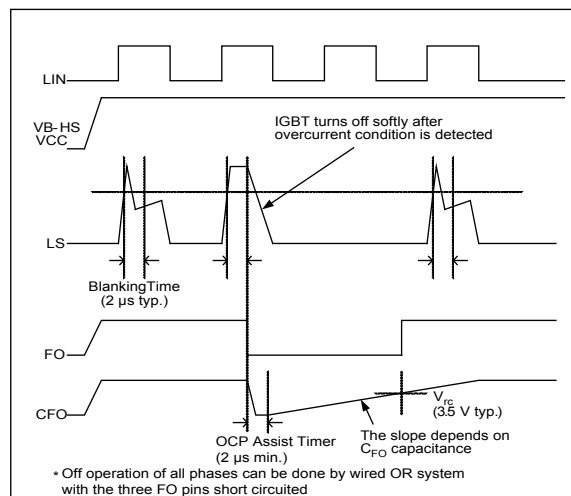 LIN
VB-HS
VCC
IGBT turns off softly after
overcurrent condition is detected
LS
BlankingTime
(2 µs typ.)
FO
CFO
Vrc
(3.5 V typ.)
OCP Assist Timer
(2 µs min.)
The slope depends on
CFO capacitance
* Off operation of all phases can be done by wired OR system
with the three FO pins short circuited